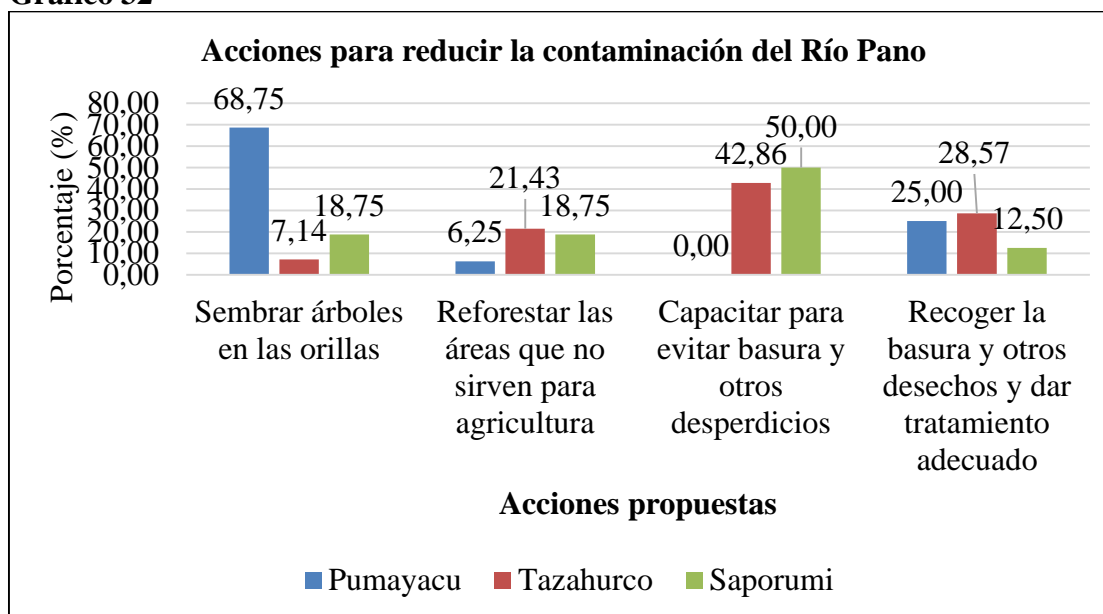 Gráfico 32
Acciones para reducir la contaminación del Río Pano
Porcentaje (%)
80,00
70,00
60,00
50,00
40,00
30,00
20,00
10,00
0,00
68,75
7,14
18,75
6,25
21,43
18,75
0,00
42,86
50,00
25,00
28,57
12,50
Sembrar árboles
en las orillas
Reforestar las
áreas que no
sirven para
agricultura
Capacitar para
evitar basura y
otros
desperdicios
Recoger la
basura y otros
desechos y dar
tratamiento
adecuado
Acciones propuestas
Pumayacu Tazahurco Saporumi